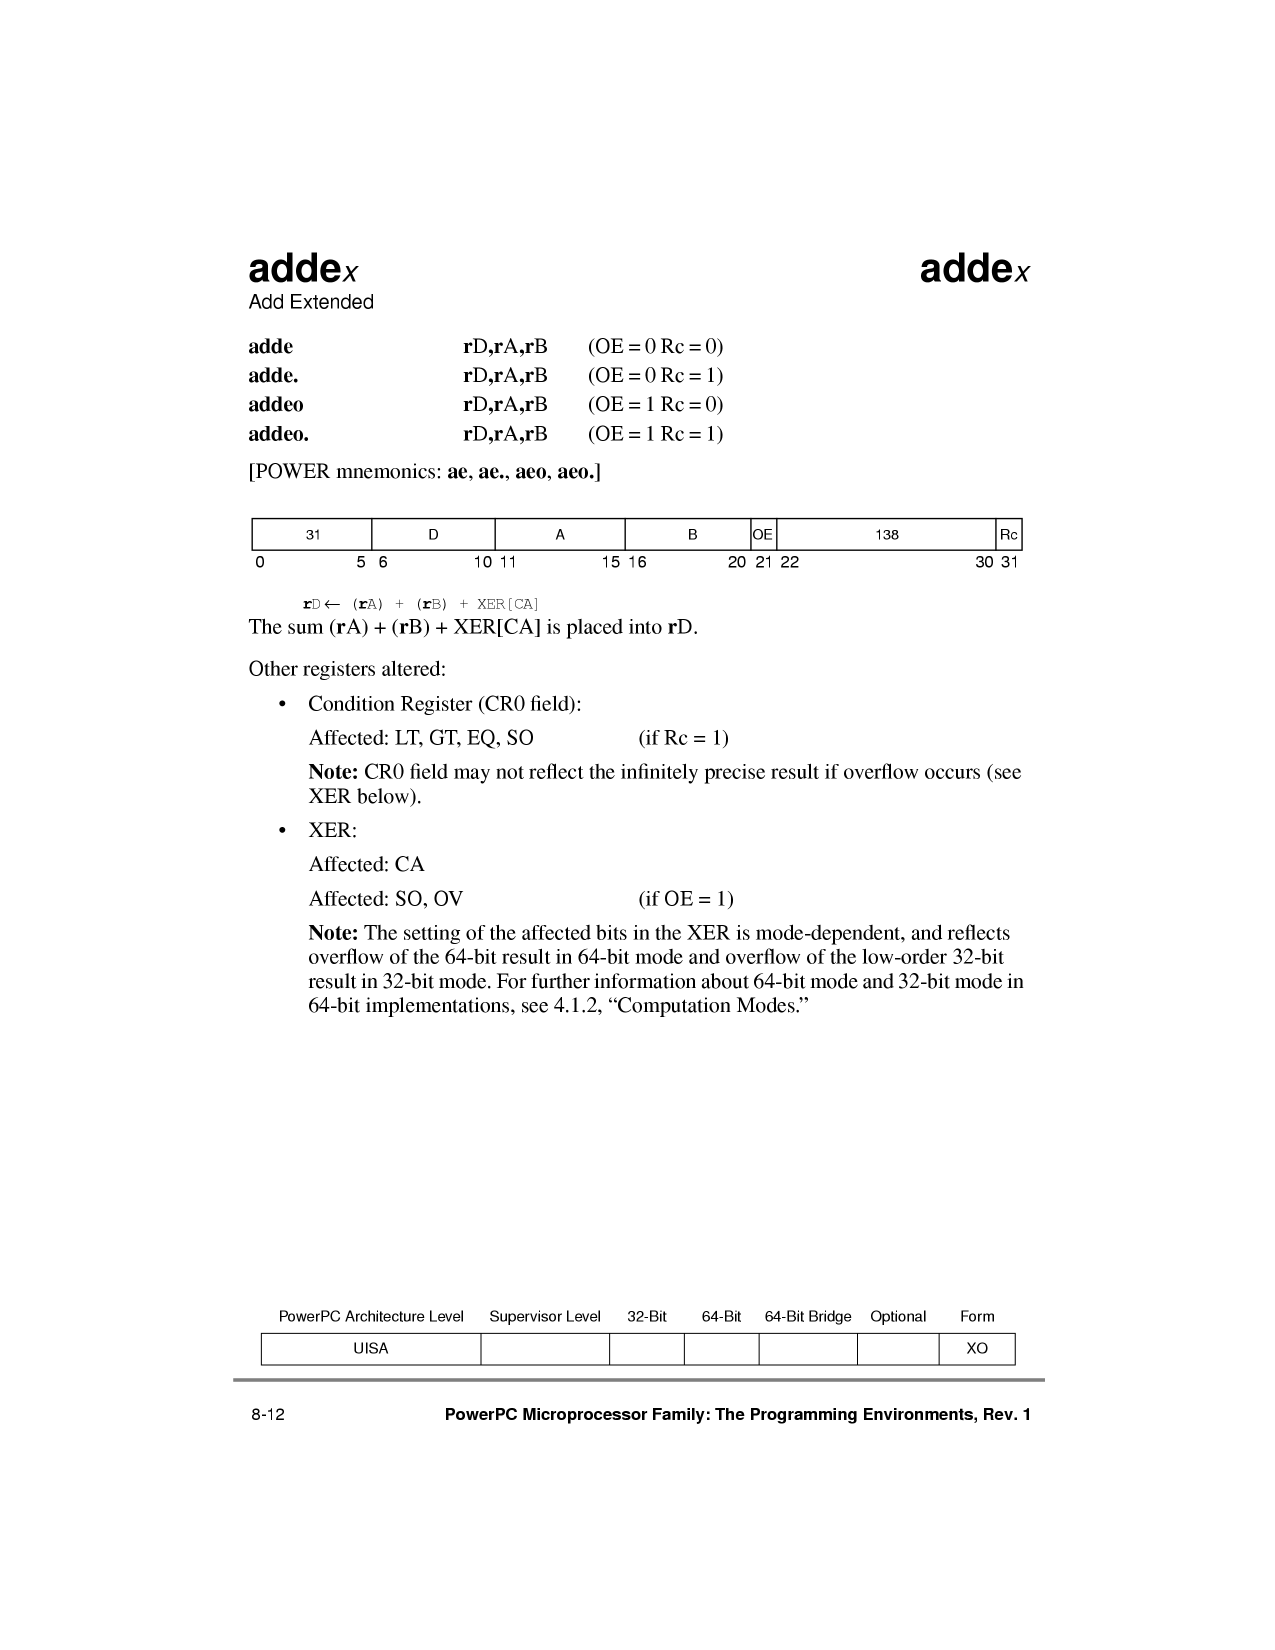 addex addex
Add Extended
adde rD,rA,rB (OE = 0 Rc = 0)
adde. rD,rA,rB (OE = 0 Rc = 1)
addeo rD,rA,rB (OE = 1 Rc = 0)
addeo. rD,rA,rB (OE = 1 Rc = 1)
[POWER mnemonics: ae, ae., aeo, aeo.]
31 D A B OE 138 Rc
0 5 6 10 11 15 16 20 21 22 30 31
rD ← (rA) + (rB) + XER[CA]
The sum (rA) + (rB) + XER[CA] is placed into rD.
Other registers altered:
• Condition Register (CR0 field):
Affected: LT, GT, EQ, SO (if Rc = 1)
Note: CR0 field may not reflect the infinitely precise result if overflow occurs (see
XER below).
• XER:
Affected: CA
Affected: SO, OV (if OE = 1)
Note: The setting of the affected bits in the XER is mode-dependent, and reflects
overflow of the 64-bit result in 64-bit mode and overflow of the low-order 32-bit
result in 32-bit mode. For further information about 64-bit mode and 32-bit mode in
64-bit implementations, see 4.1.2, “Computation Modes.”
PowerPC Architecture Level Supervisor Level 32-Bit 64-Bit 64-Bit Bridge Optional Form
UISA XO
8-12 PowerPC Microprocessor Family: The Programming Environments, Rev. 1